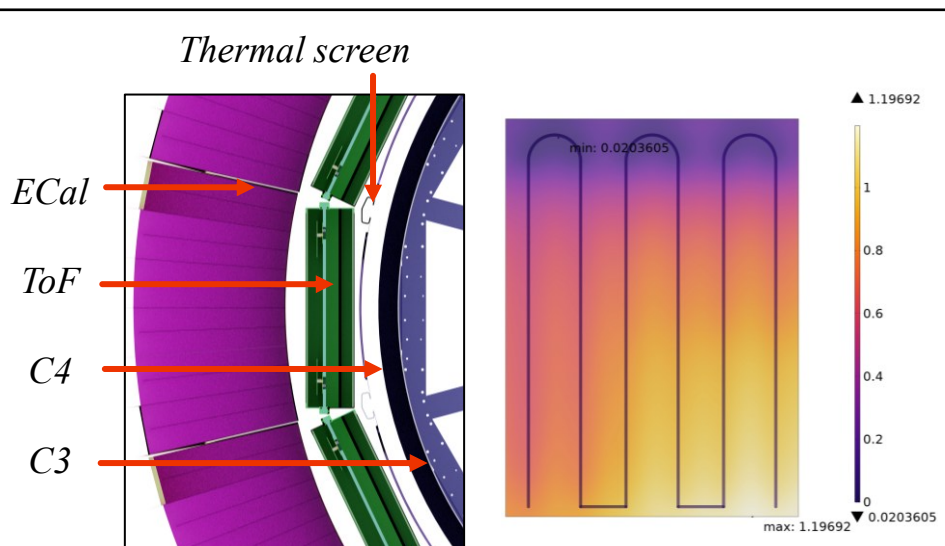 Thermal screen
ECal
ToF
C4
C3
▲ 1.19692
min: 0.0203605
1
0.8
0.6
0.4
0.2
0
▼ 0.0203605
max: 1.19692